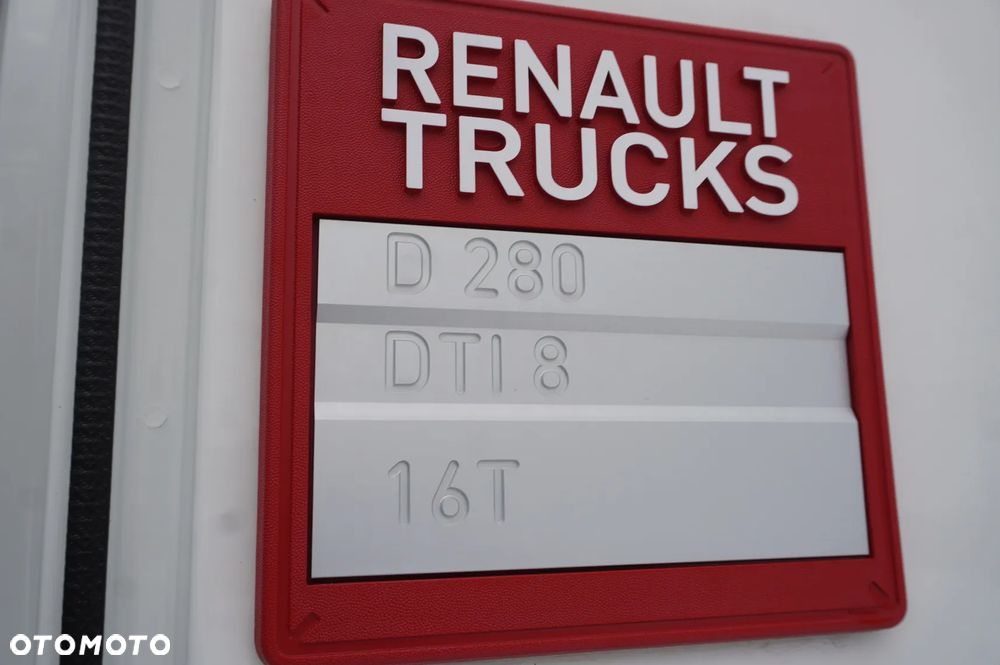 RENAULT
TRUCKS
D 280
DTI 8
16T
OTOMOTO